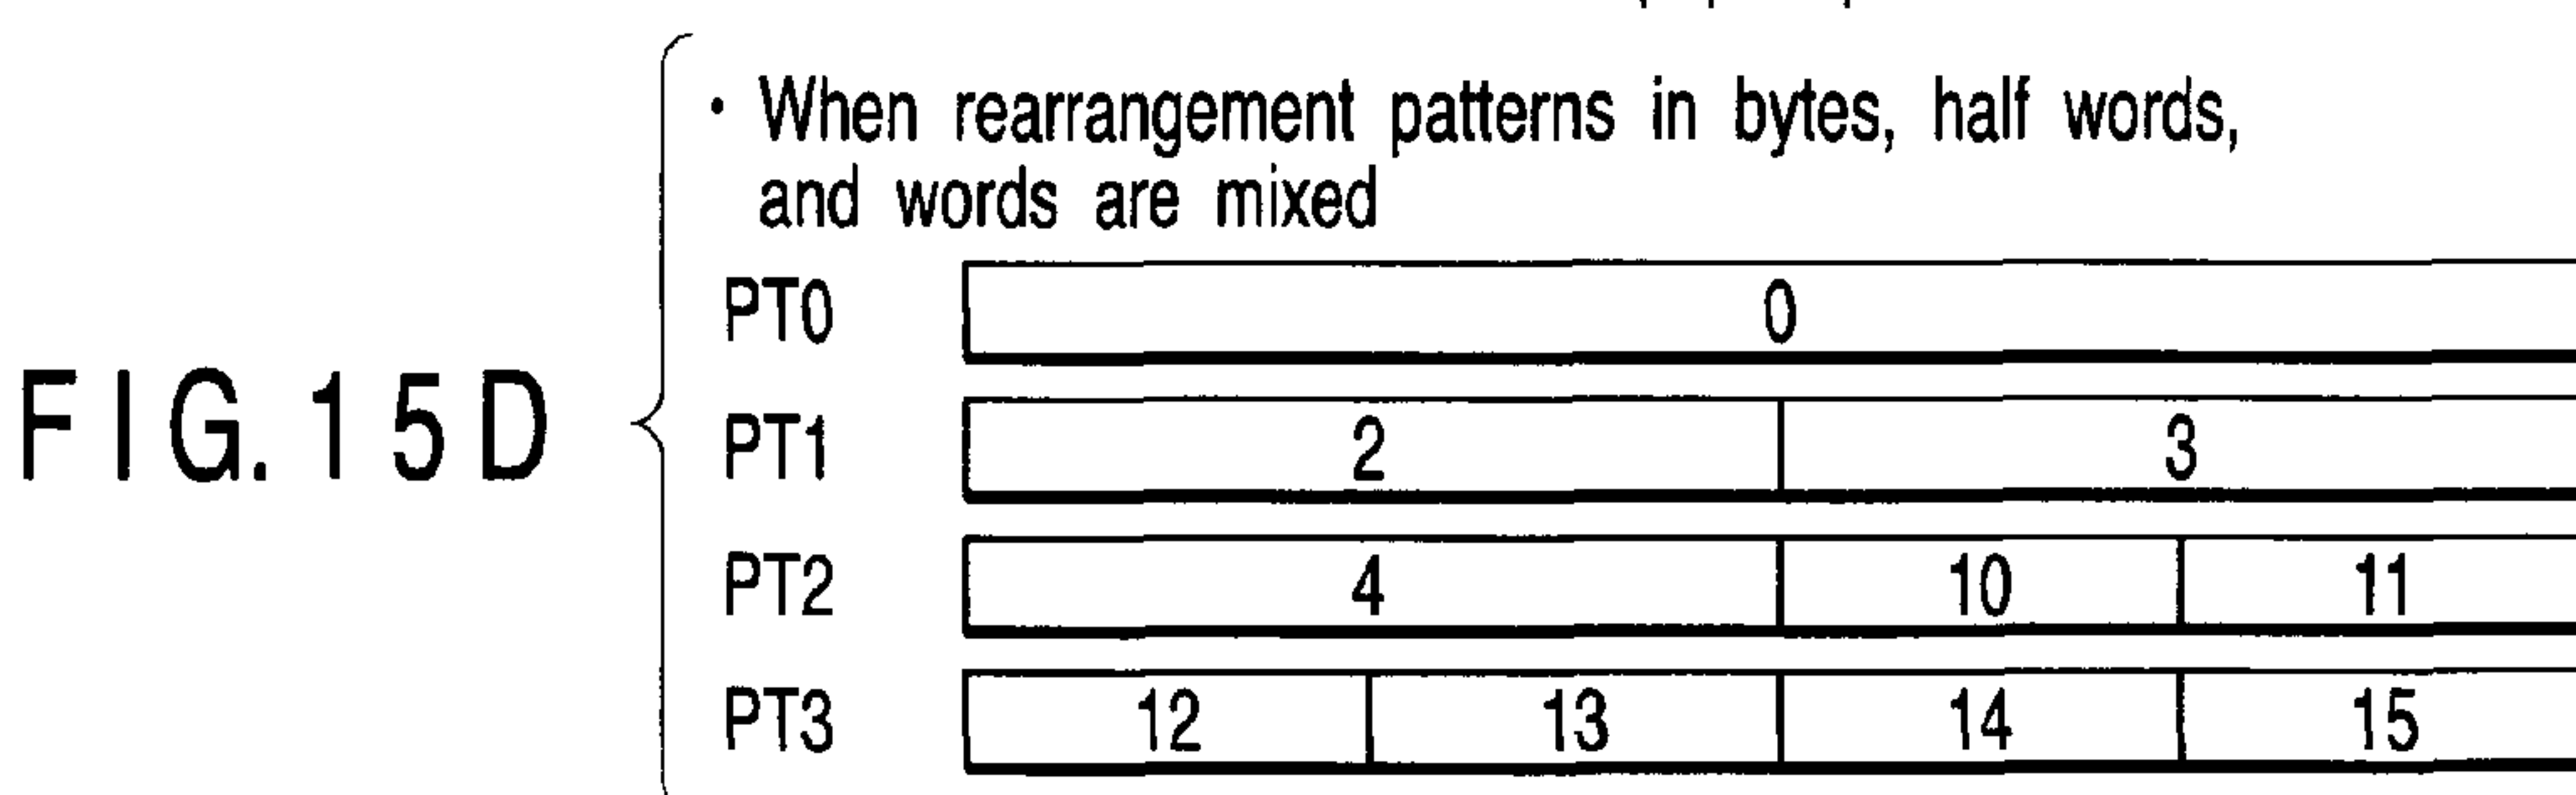 FIG. 15D
· When rearrangement patterns in bytes, half words,
and words are mixed
PT0 0
PT1 2 3
PT2 4 10 11
PT3 12 13 14 15